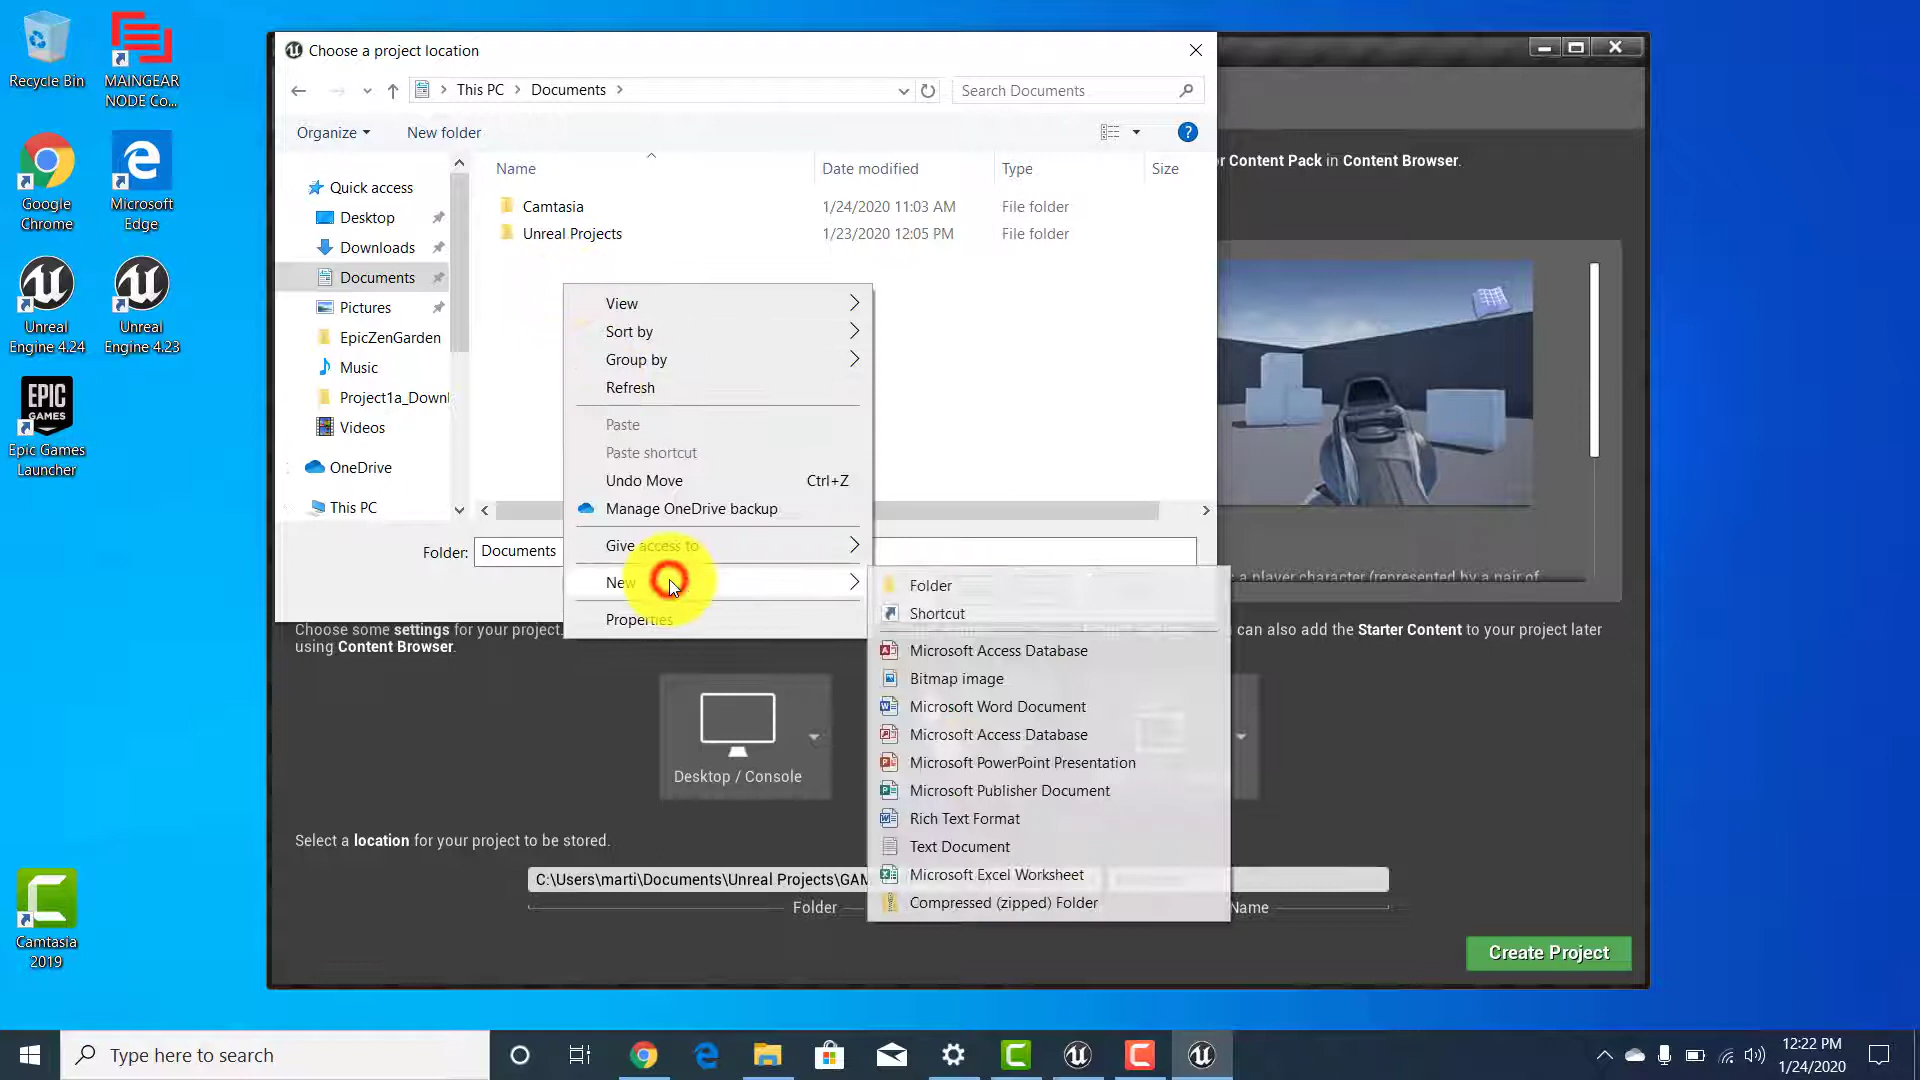 Recycle Bin
MAINGEAR
NODE Co...
Google
Chrome
Microsoft
Edge
Unreal
Engine 4.24
Unreal
Engine 4.23
EPIC
GAMES
Epic Games
Launcher
Camtasia
2019
Choose a project location
This PC
Documents
Search Documents
Organize
New folder
Name
Date modified
Type
Size
Quick access
Desktop
Downloads
Documents
Pictures
EpicZenGarden
Music
Project1a_Downl
Videos
OneDrive
This PC
Camtasia
1/24/2020 11:03 AM
File folder
Unreal Projects
1/23/2020 12:05 PM
File folder
Folder:
Documents
View
Sort by
Group by
Refresh
Paste
Paste shortcut
Undo Move
Ctrl+Z
Manage OneDrive backup
Give access to
New
Properties
Folder
Shortcut
Microsoft Access Database
Bitmap image
Microsoft Word Document
Microsoft Access Database
Microsoft PowerPoint Presentation
Microsoft Publisher Document
Rich Text Format
Text Document
Microsoft Excel Worksheet
Compressed (zipped) Folder
r Content Pack in Content Browser.
a player character (represented by a pair of
Choose some settings for your project.
can also add the Starter Content to your project later
using Content Browser.
Desktop / Console
Select a location for your project to be stored.
C:\Users\marti\Documents\Unreal Projects\GAM
Folder
Name
Create Project
Type here to search
12:22 PM
1/24/2020